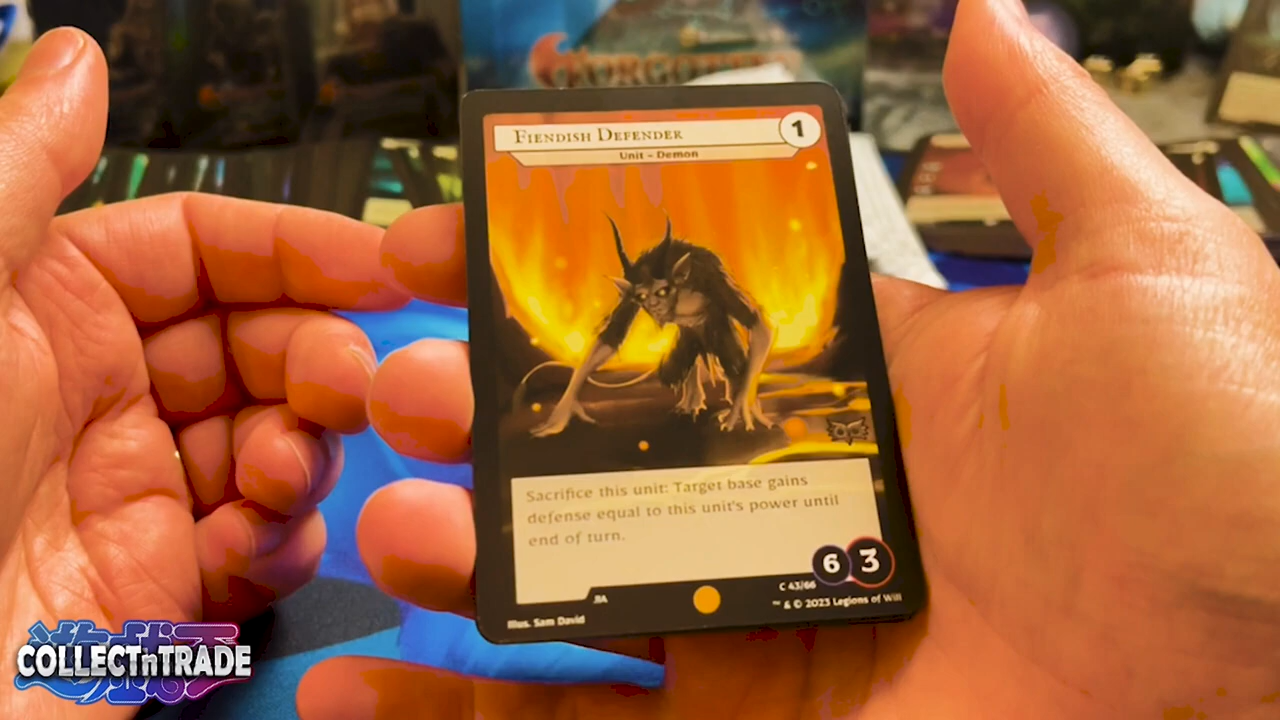 FIENDISH DEFENDER
1
Unit – Demon
Sacrifice this unit: Target base gains
defense equal to this unit's power until
end of turn.
6 3
C 43/66
Illus. Sam David
™ & © 2023 Legions of Will
COLLECTnTRADE